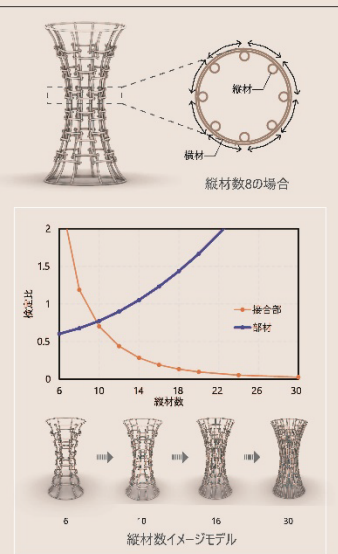 縦材
横材
縦材数8の場合
2
1.5
1
0.5
0
検定比
接合部
部材
6 10 14 18 22 26 30
縦材数
6 10 16 30
縦材数イメージモデル